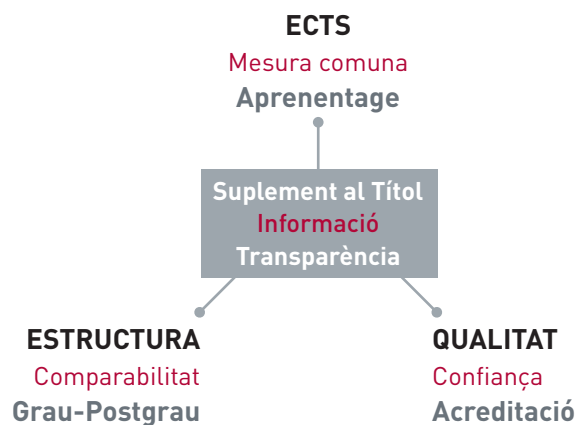 ECTS
Mesura comuna
Aprenentage
Suplement al Títol
Informació
Transparència
ESTRUCTURA
Comparabilitat
Grau-Postgrau
QUALITAT
Confiança
Acreditació